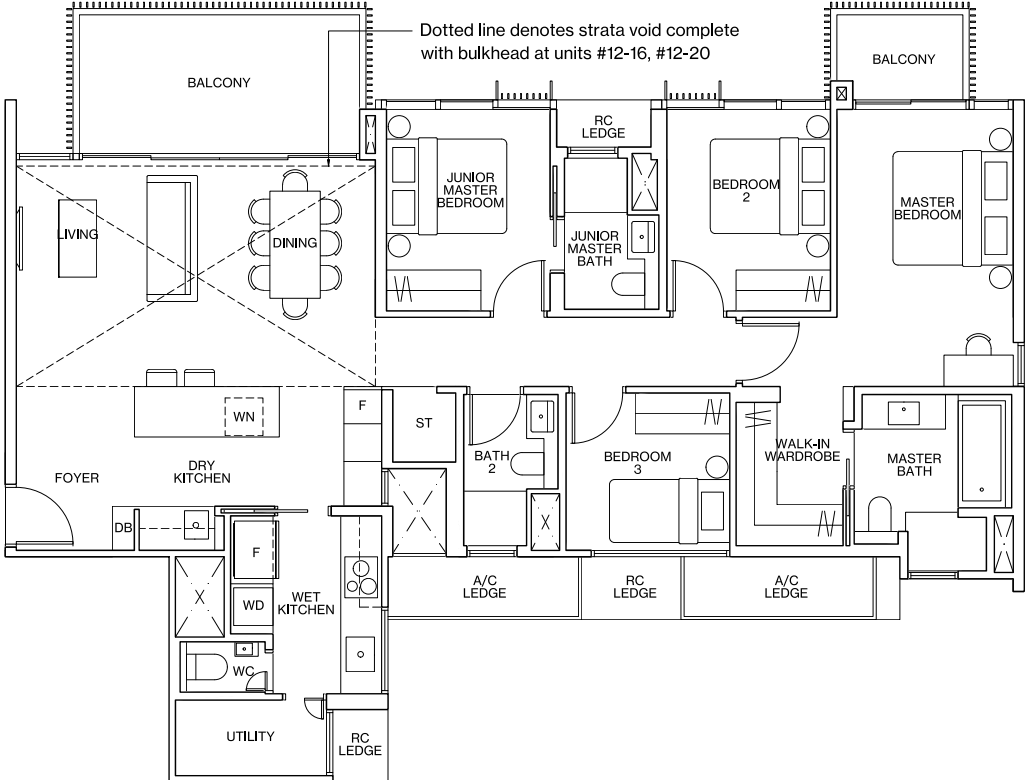 Dotted line denotes strata void complete
with bulkhead at units #12-16, #12-20
BALCONY
BALCONY
RC
LEDGE
JUNIOR
MASTER
BEDROOM
BEDROOM
2
MASTER
BEDROOM
LIVING
DINING
JUNIOR
MASTER
BATH
F
WN
ST
FOYER
DRY
KITCHEN
BATH
2
BEDROOM
3
WALK-IN
WARDROBE
MASTER
BATH
DB
F
WD
WET
KITCHEN
A/C
LEDGE
RC
LEDGE
A/C
LEDGE
WC
UTILITY
RC
LEDGE